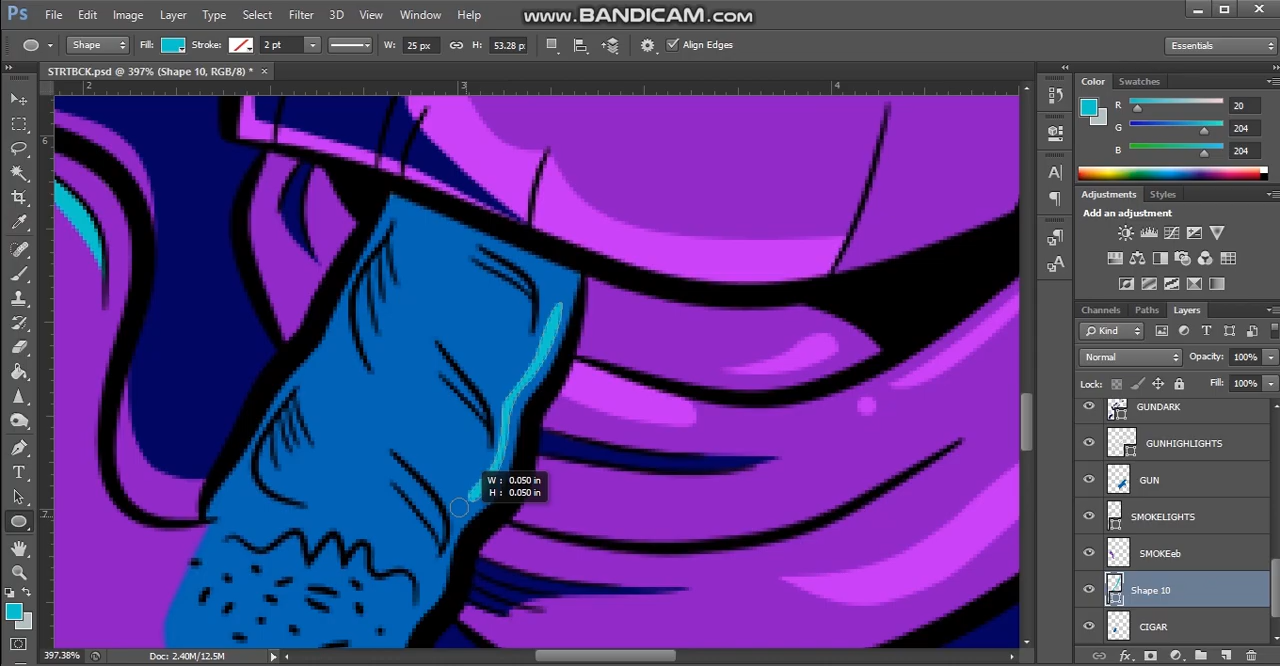 Ps File Edit Image Layer Type Select Filter 3D View Window Help
www.BANDICAM.com
Shape Fill: Stroke: 2 pt W: 25 px H: 53.28 p: Align Edges Essentials
STRTBCK.psd @ 397% (Shape 10, RGB/8) * ×
2 3 4
6
7
W: 0.050 in
H: 0.050 in
Color Swatches
R 20
G 204
B 204
Adjustments Styles
Add an adjustment
Channels Paths Layers
Kind
Normal Opacity: 100%
Lock: Fill: 100%
GUNDARK
GUNHIGHLIGHTS
GUN
SMOKELIGHTS
SMOKEeb
Shape 10
CIGAR
397.38% Doc: 2.40M/12.5M